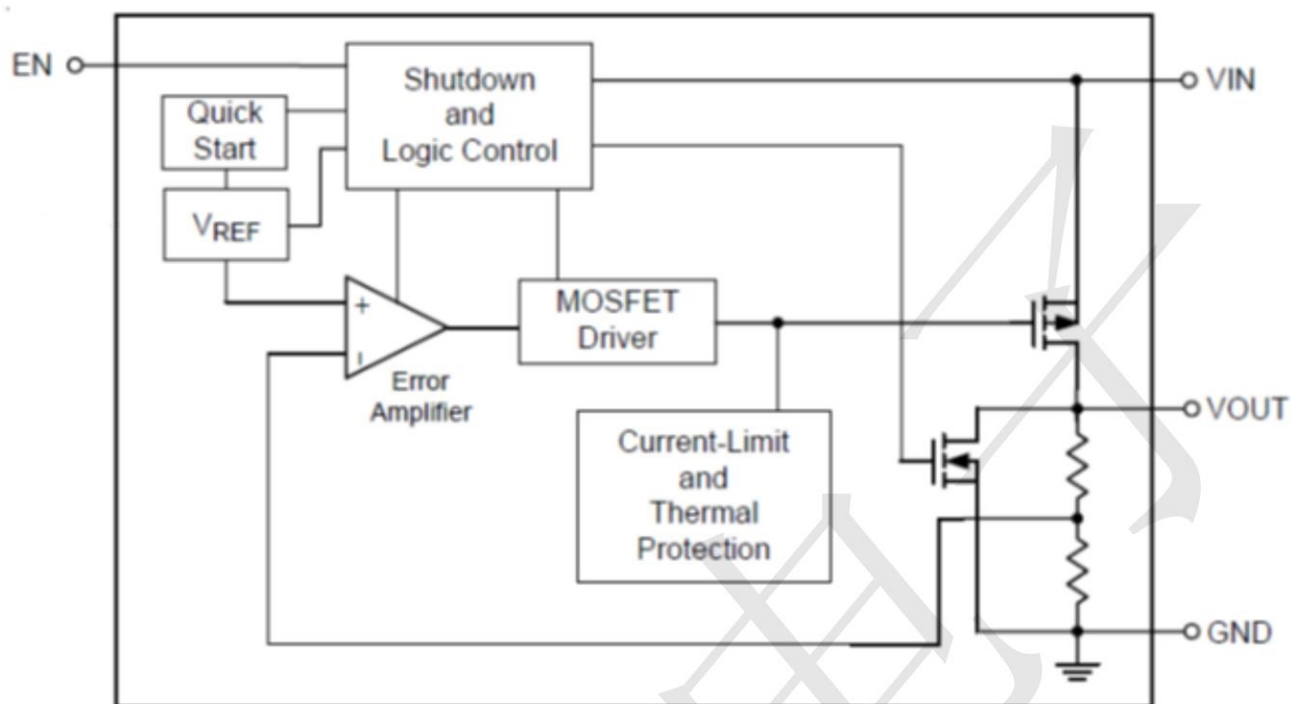 EN
Shutdown
and
Logic Control
VIN
Quick
Start
VREF
+
-
Error
Amplifier
MOSFET
Driver
VOUT
Current-Limit
and
Thermal
Protection
GND